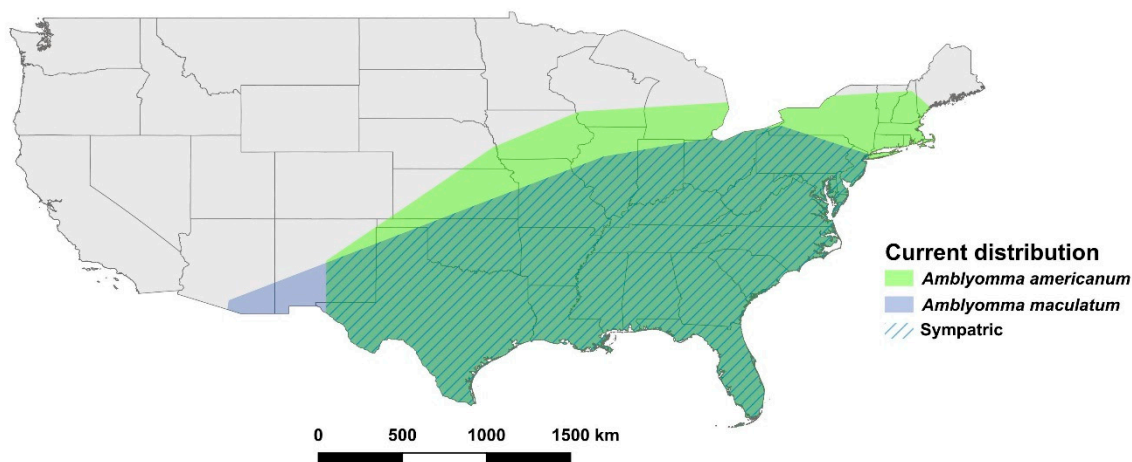 Current distribution
Amblyomma americanum
Amblyomma maculatum
Sympatric
0 500 1000 1500 km